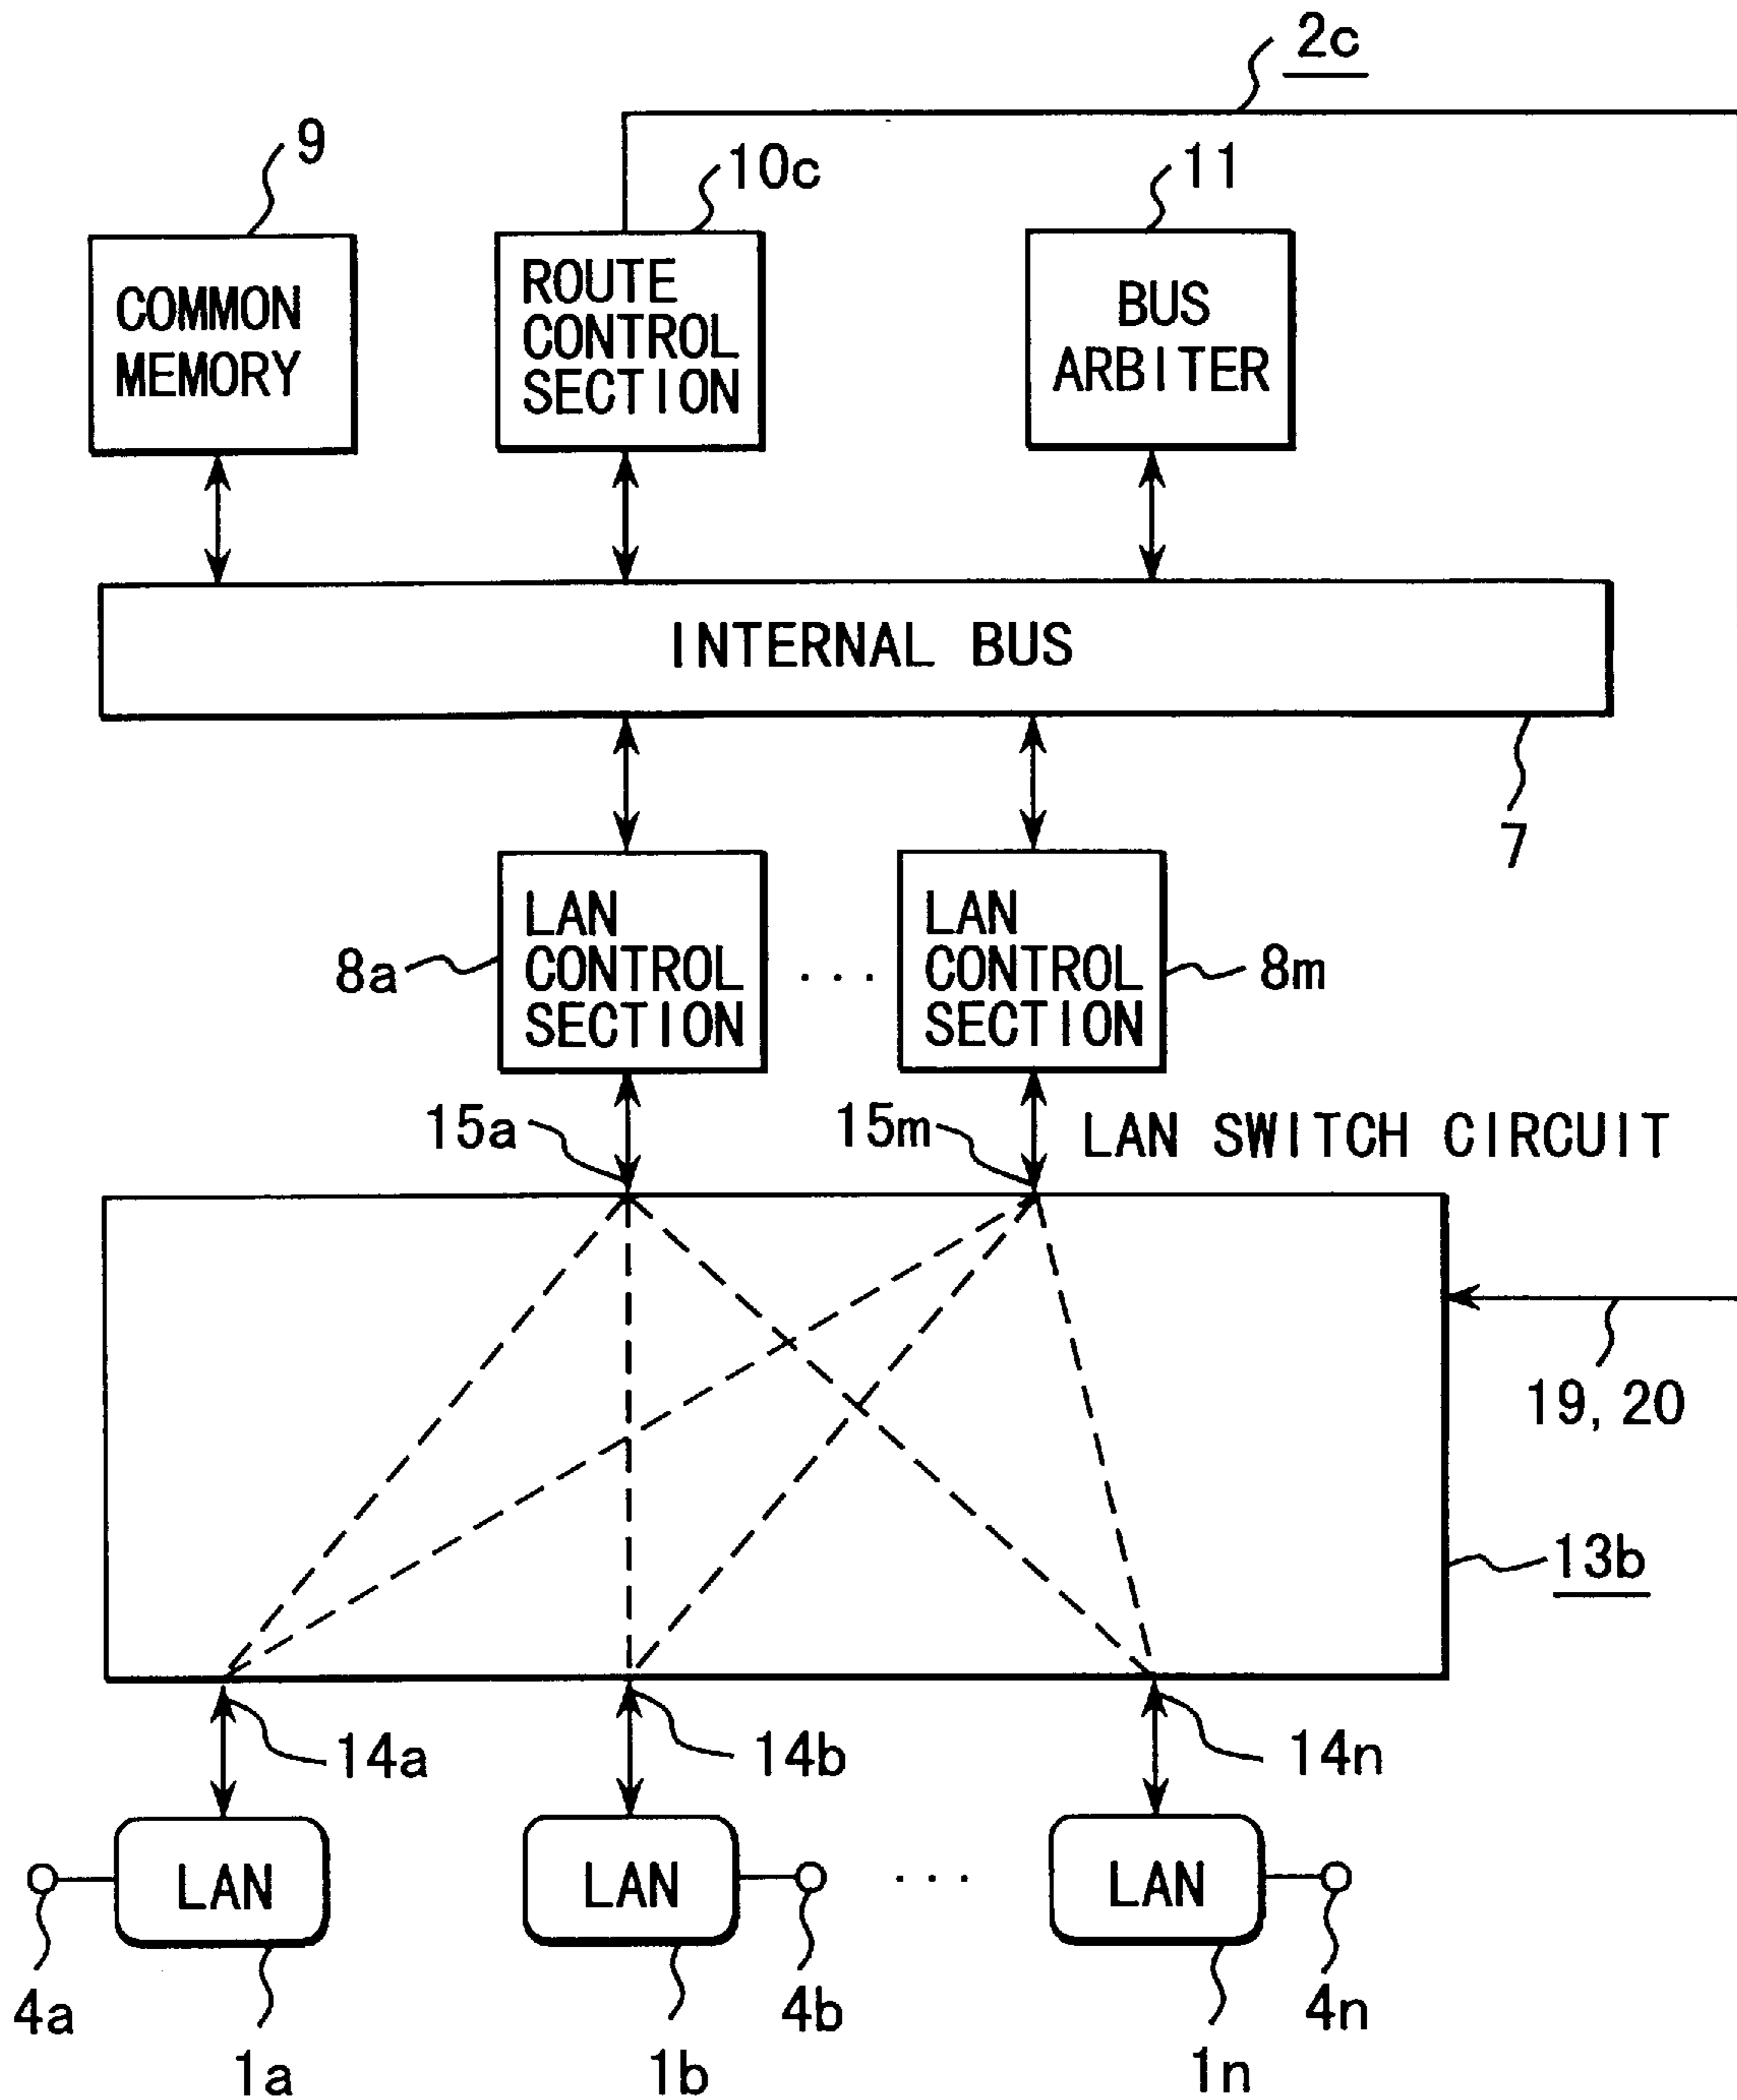 2c
9
10c
11
COMMON
MEMORY
ROUTE
CONTROL
SECTION
BUS
ARBITER
INTERNAL BUS
7
LAN
CONTROL
SECTION
LAN
CONTROL
SECTION
8a
...
8m
15a
15m
LAN SWITCH CIRCUIT
19, 20
13b
14a
14b
14n
LAN
LAN
...
LAN
4a
4b
4n
1a
1b
1n